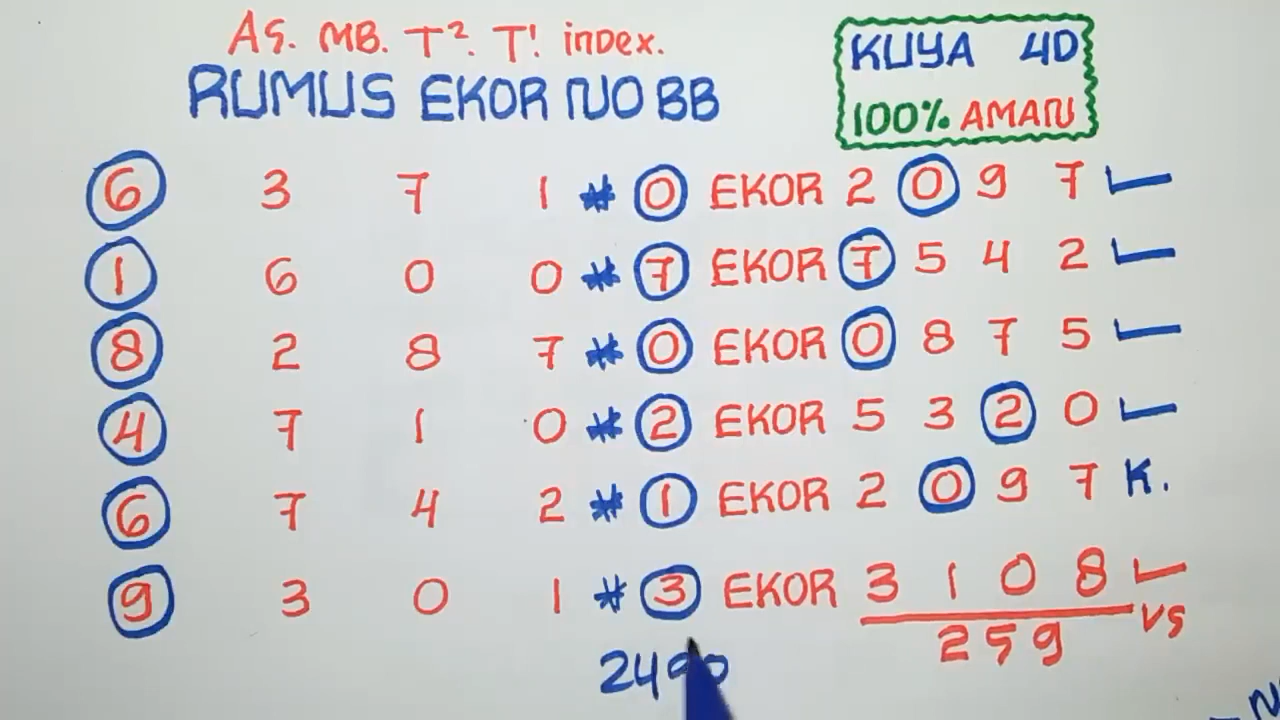 AS. MB. T². T¹. index.
RUMUS EKOR NO BB
KUYA 4D
100% AMAN
6 3 7 1 # 0 EKOR 2 0 9 7 ✓
1 6 0 0 # 7 EKOR 7 5 4 2 ✓
8 2 8 7 # 0 EKOR 0 8 7 5 ✓
4 7 1 0 # 2 EKOR 5 3 2 0 ✓
6 7 4 2 # 1 EKOR 2 0 9 7 K.
9 3 0 1 # 3 EKOR 3 1 0 8 ✓
VS
259